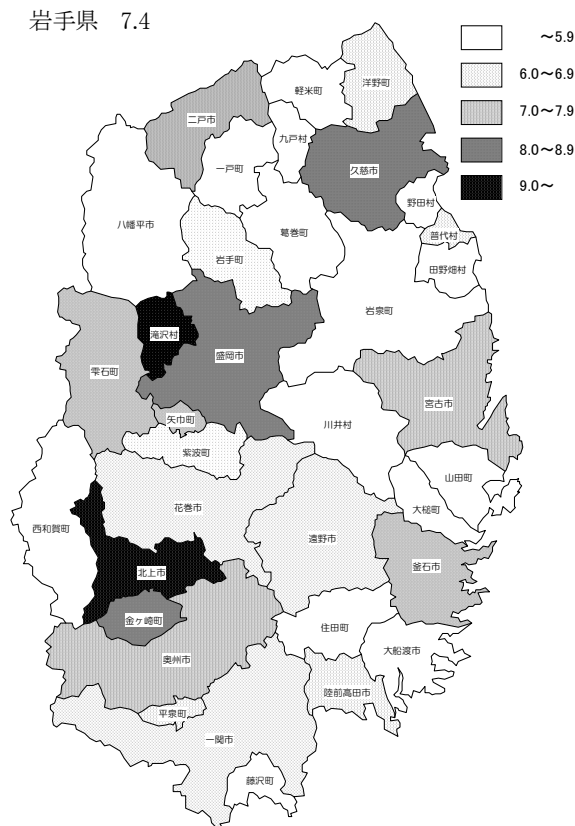 岩手県 7.4
～5.9
6.0～6.9
7.0～7.9
8.0～8.9
9.0～
軽米町
洋野町
二戸市
九戸村
一戸町
久慈市
野田村
八幡平市
葛巻町
普代村
岩手町
田野畑村
岩泉町
滝沢村
盛岡市
雫石町
宮古市
矢巾町
川井村
紫波町
山田町
花巻市
大槌町
西和賀町
遠野市
釜石市
北上市
金ヶ崎町
住田町
大船渡市
奥州市
陸前高田市
平泉町
一関市
藤沢町